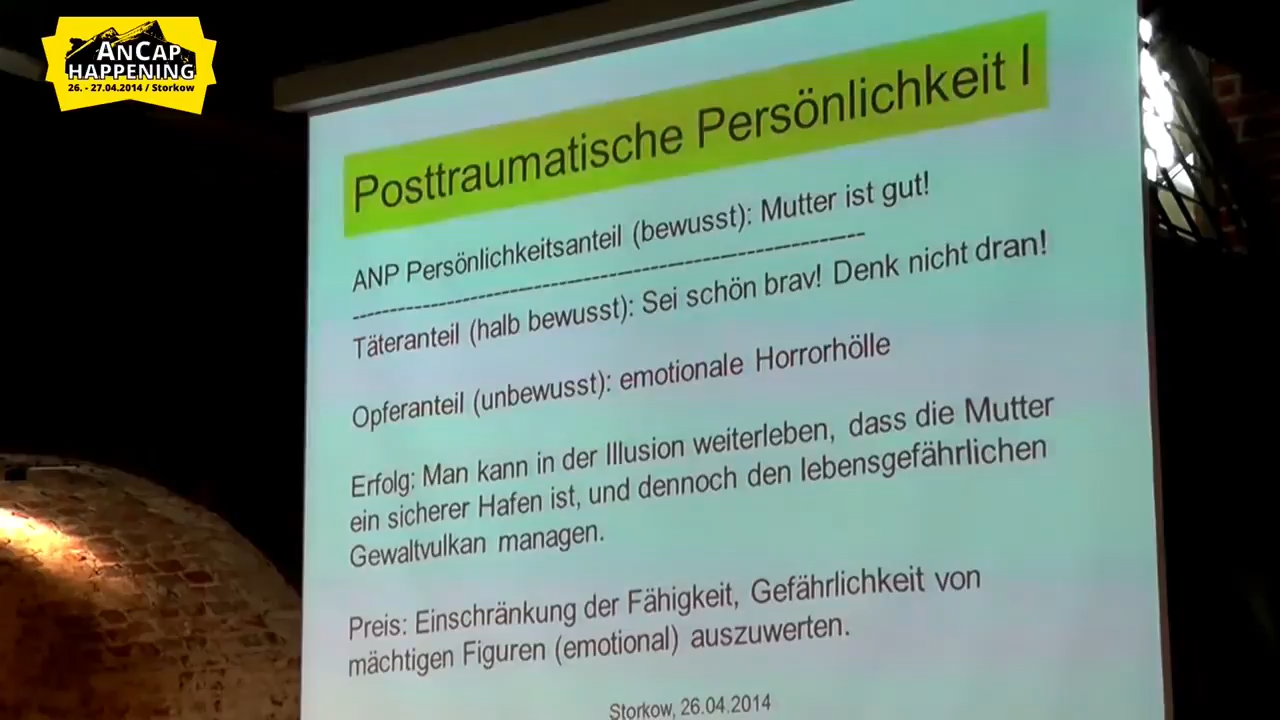 ANCAP
HAPPENING
26. - 27.04.2014 / Storkow
Posttraumatische Persönlichkeit I
ANP Persönlichkeitsanteil (bewusst): Mutter ist gut!
--------------------------------------------------------------------------------
Täteranteil (halb bewusst): Sei schön brav! Denk nicht dran!
Opferanteil (unbewusst): emotionale Horrorhölle
Erfolg: Man kann in der Illusion weiterleben, dass die Mutter
ein sicherer Hafen ist, und dennoch den lebensgefährlichen
Gewaltvulkan managen.
Preis: Einschränkung der Fähigkeit, Gefährlichkeit von
mächtigen Figuren (emotional) auszuwerten.
Storkow, 26.04.2014